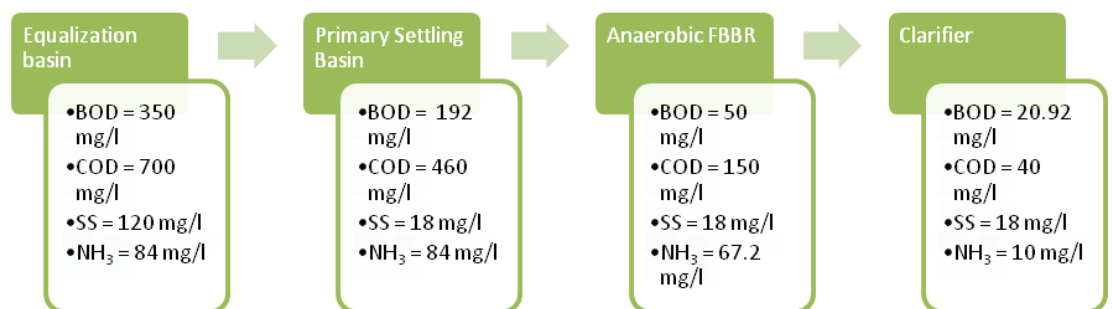 Equalization
basin
•BOD = 350
mg/l
•COD = 700
mg/l
•SS = 120 mg/l
•NH₃ = 84 mg/l
Primary Settling
Basin
•BOD = 192
mg/l
•COD = 460
mg/l
•SS = 18 mg/l
•NH₃ = 84 mg/l
Anaerobic FBBR
•BOD = 50
mg/l
•COD = 150
mg/l
•SS = 18 mg/l
•NH₃ = 67.2
mg/l
Clarifier
•BOD = 20.92
mg/l
•COD = 40
mg/l
•SS = 18 mg/l
•NH₃ = 10 mg/l